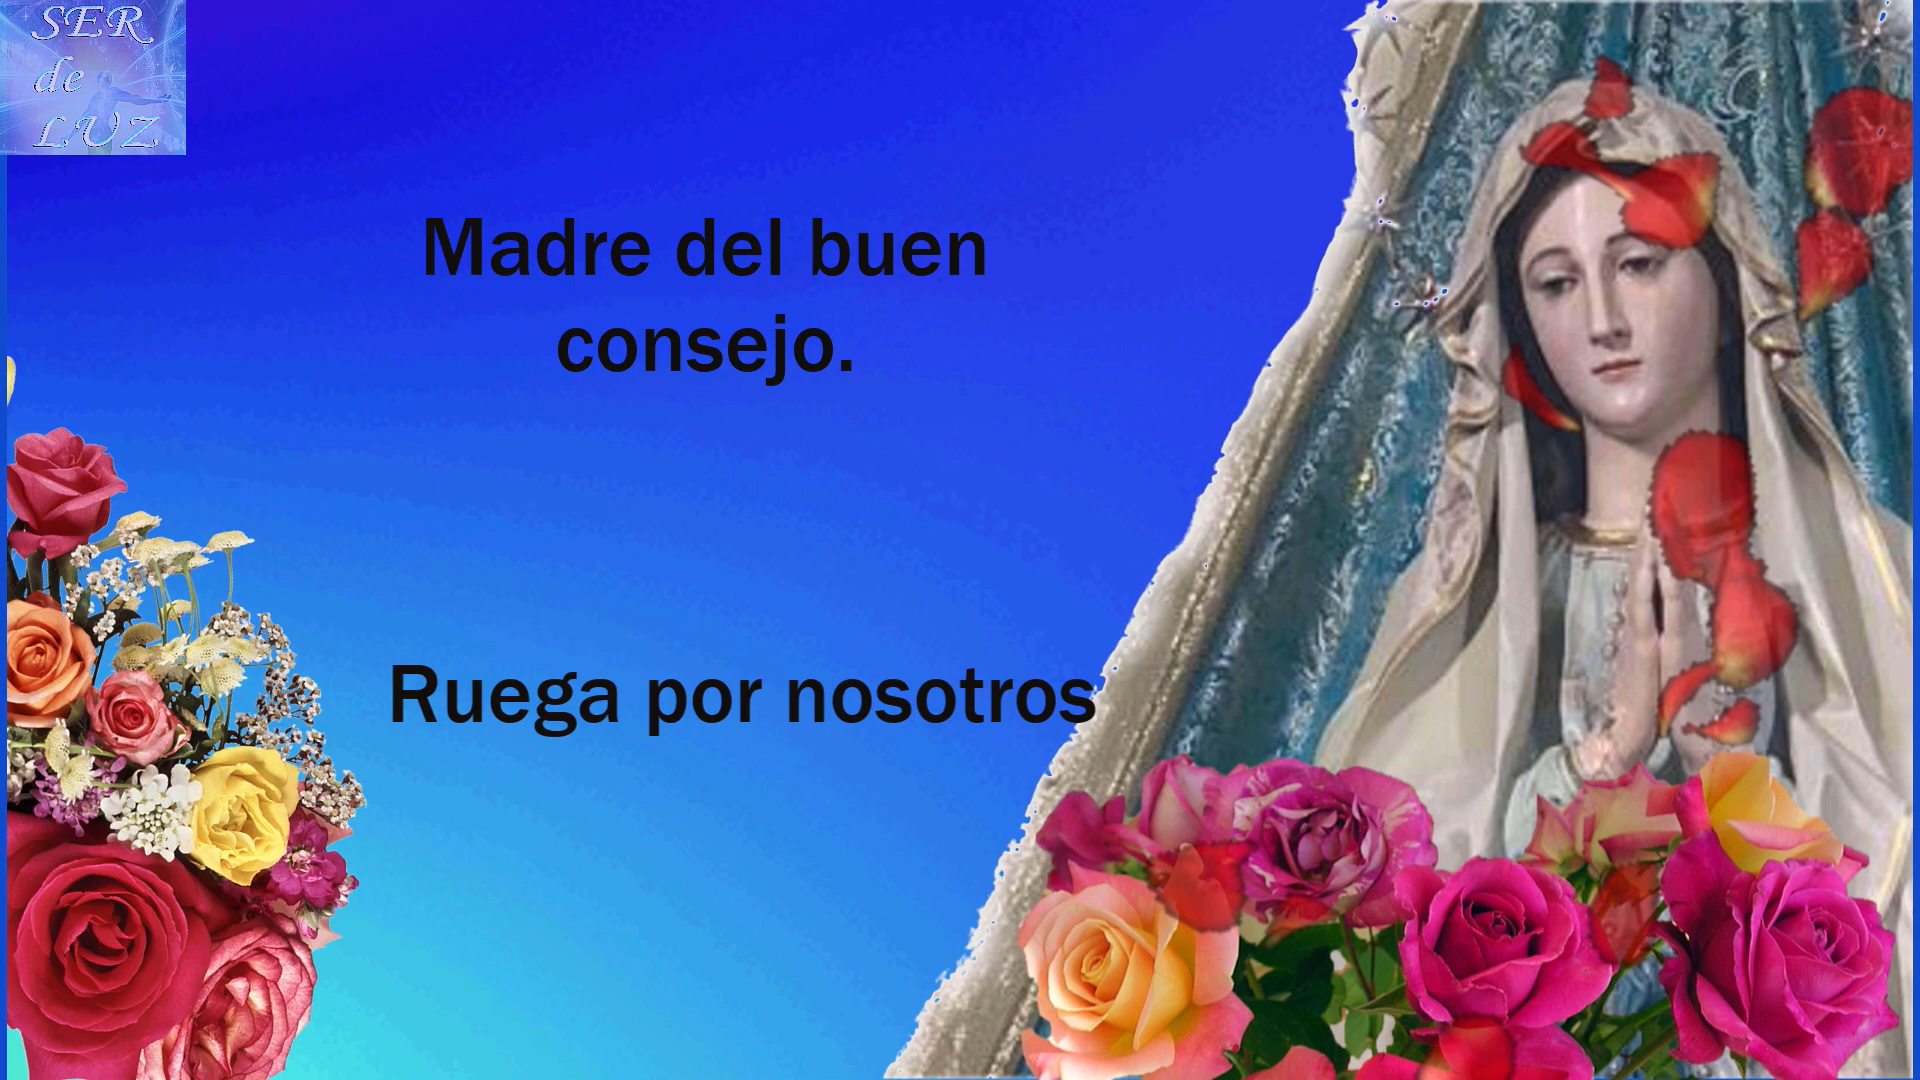 SER
de
LUZ
Madre del buen
consejo.
Ruega por nosotros